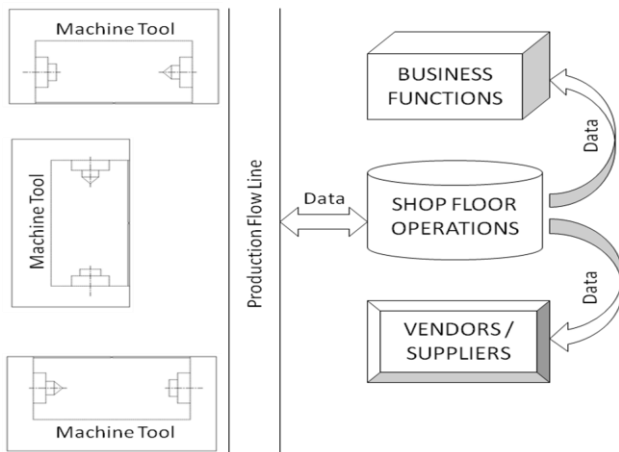 Machine Tool
Machine Tool
Machine Tool
Production Flow Line
Data
BUSINESS
FUNCTIONS
Data
SHOP FLOOR
OPERATIONS
Data
VENDORS /
SUPPLIERS